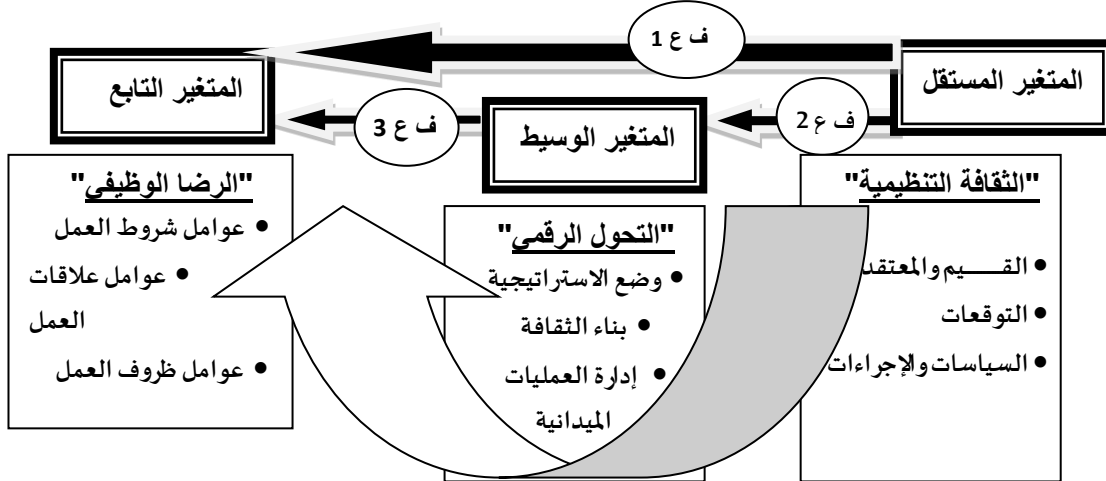 ف ع 1
المتغير المستقل
المتغير التابع
ف ع 2
ف ع 3
المتغير الوسيط
"الثقافة التنظيمية"
• القـــــيم والمعتقد
• التوقعات
• السياسات والإجراءات
"التحول الرقمي"
• وضع الاستراتيجية
• بناء الثقافة
• إدارة العمليات
الميدانية
"الرضا الوظيفي"
• عوامل شروط العمل
• عوامل علاقات
العمل
• عوامل ظروف العمل